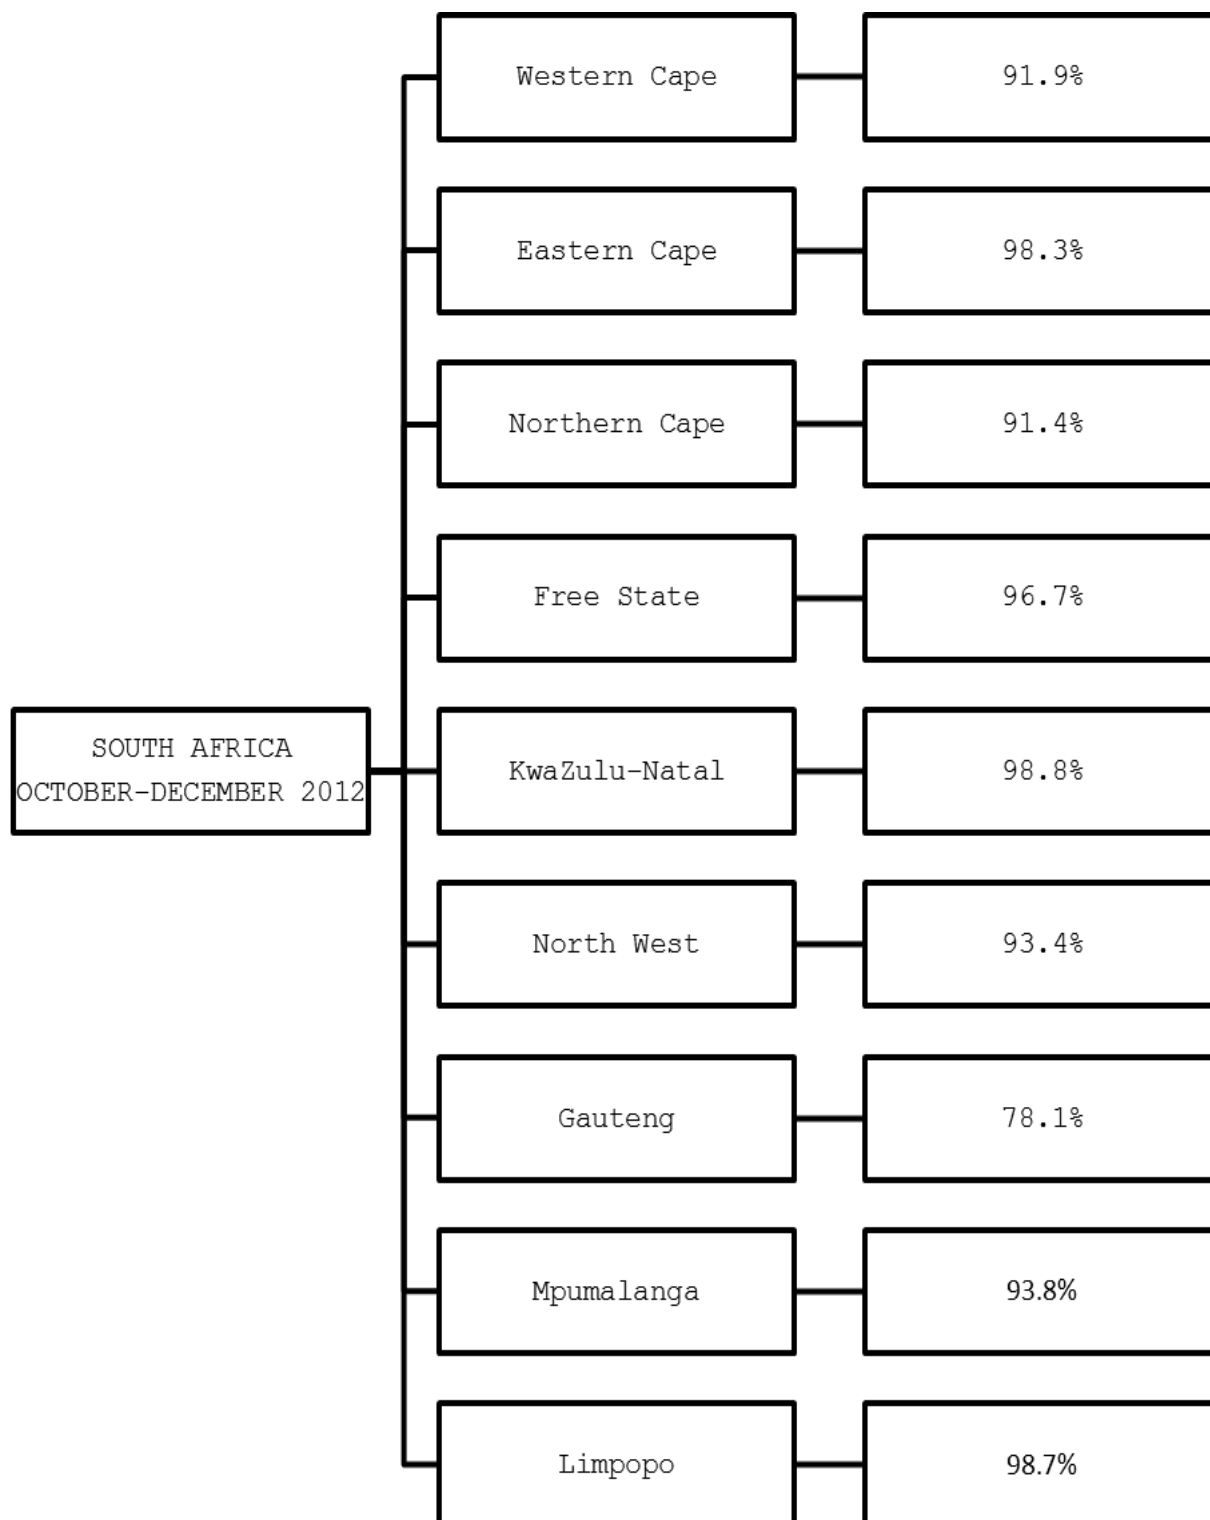 Western Cape
91.9%
Eastern Cape
98.3%
Northern Cape
91.4%
Free State
96.7%
SOUTH AFRICA
OCTOBER-DECEMBER 2012
KwaZulu-Natal
98.8%
North West
93.4%
Gauteng
78.1%
Mpumalanga
93.8%
Limpopo
98.7%